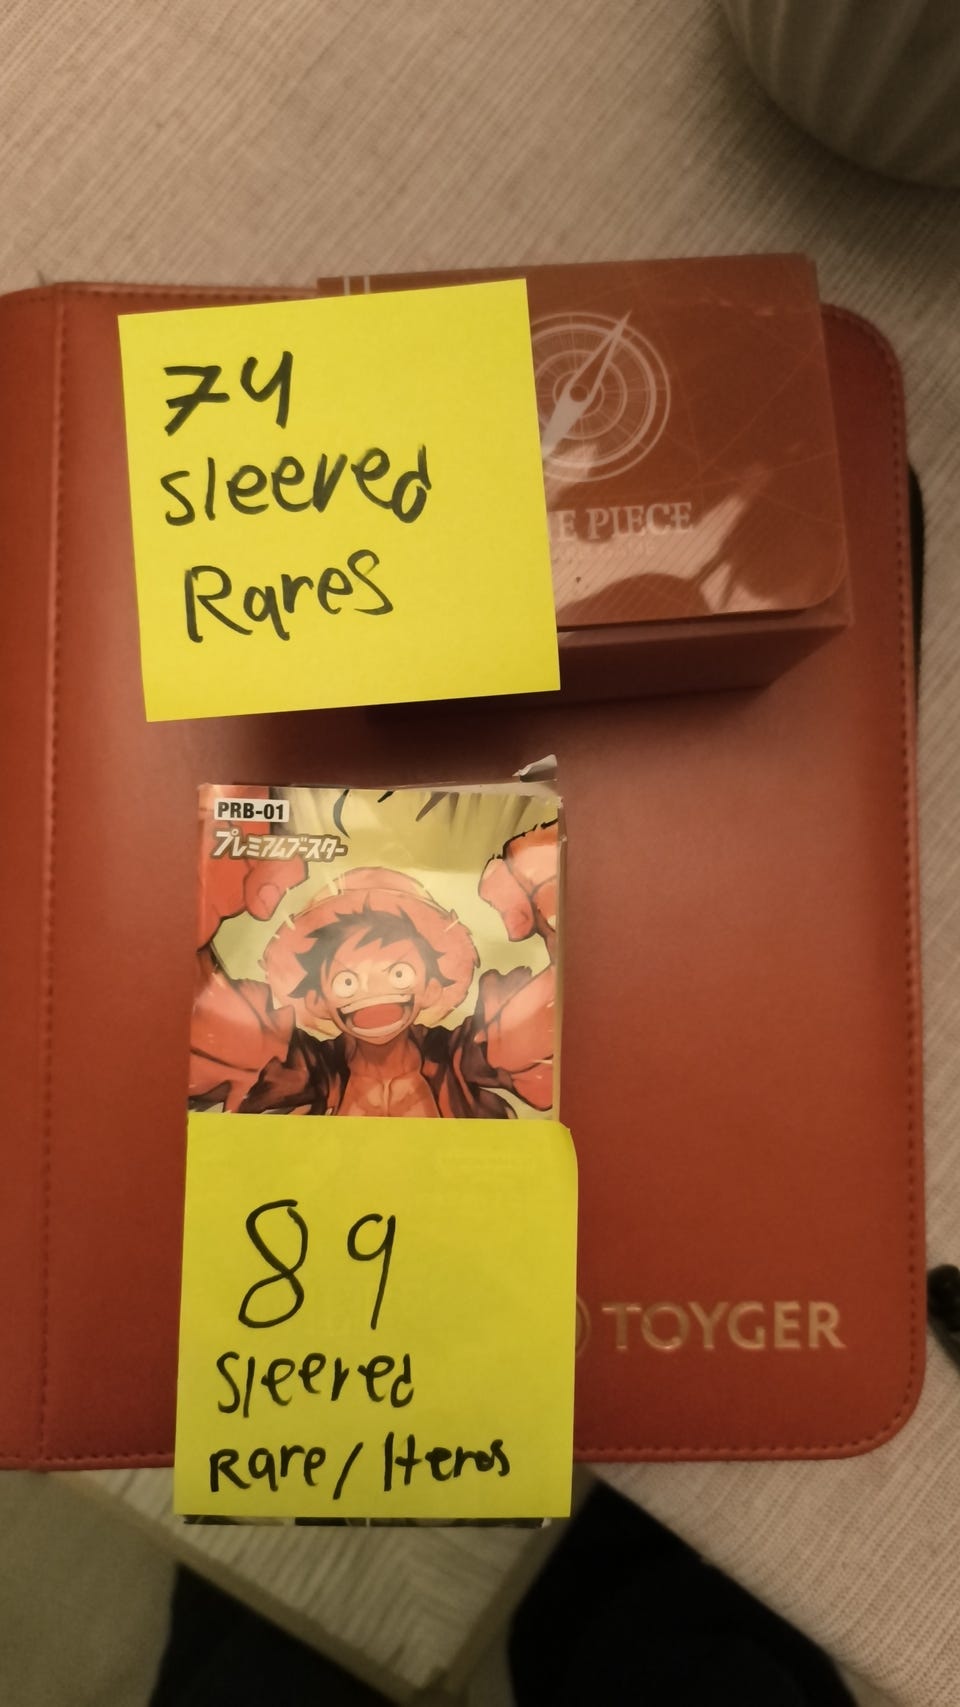 74
sleeved
Rares
E PIECE
PRB-01
プレミアムブースター
89
Sleeved
Rare/Heros
TOYGER